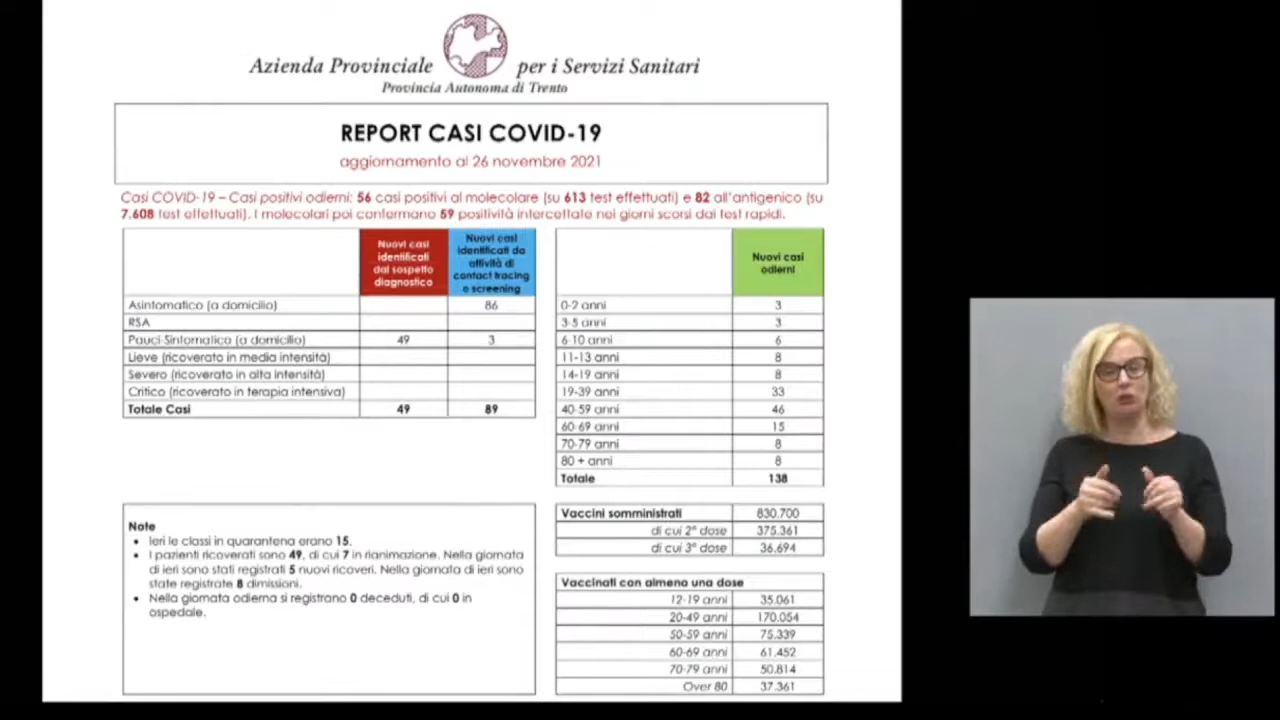 Azienda Provinciale per i Servizi Sanitari
Provincia Autonoma di Trento
REPORT CASI COVID-19
aggiornamento al 26 novembre 2021
Casi COVID-19 – Casi positivi odierni: 56 casi positivi al molecolare (su 613 test effettuati) e 82 all'antigenico (su
7.608 test effettuati). I molecolari poi confermano 59 positività intercettate nei giorni scorsi dai test rapidi.
Nuovi casi
identificati
dal sospetto
diagnostico
Nuovi casi
identificati da
attività di
contact tracing
o screening
Asintomatico (a domicilio) 86
RSA
Pauci Sintomatico (a domicilio) 49 3
Lieve (ricoverato in media intensità)
Severo (ricoverato in alta intensità)
Critico (ricoverato in terapia intensiva)
Totale Casi 49 89
Nuovi casi
odierni
0-2 anni 3
3-5 anni 3
6-10 anni 6
11-13 anni 8
14-19 anni 8
19-39 anni 33
40-59 anni 46
60-69 anni 15
70-79 anni 8
80 + anni 8
Totale 138
Note
• Ieri le classi in quarantena erano 15.
• I pazienti ricoverati sono 49, di cui 7 in rianimazione. Nella giornata
di ieri sono stati registrati 5 nuovi ricoveri. Nella giornata di ieri sono
state registrate 8 dimissioni.
• Nella giornata odierna si registrano 0 deceduti, di cui 0 in
ospedale.
Vaccini somministrati 830.700
di cui 2ª dose 375.361
di cui 3ª dose 36.694
Vaccinati con almeno una dose
12-19 anni 35.061
20-49 anni 170.054
50-59 anni 75.339
60-69 anni 61.452
70-79 anni 50.814
Over 80 37.361